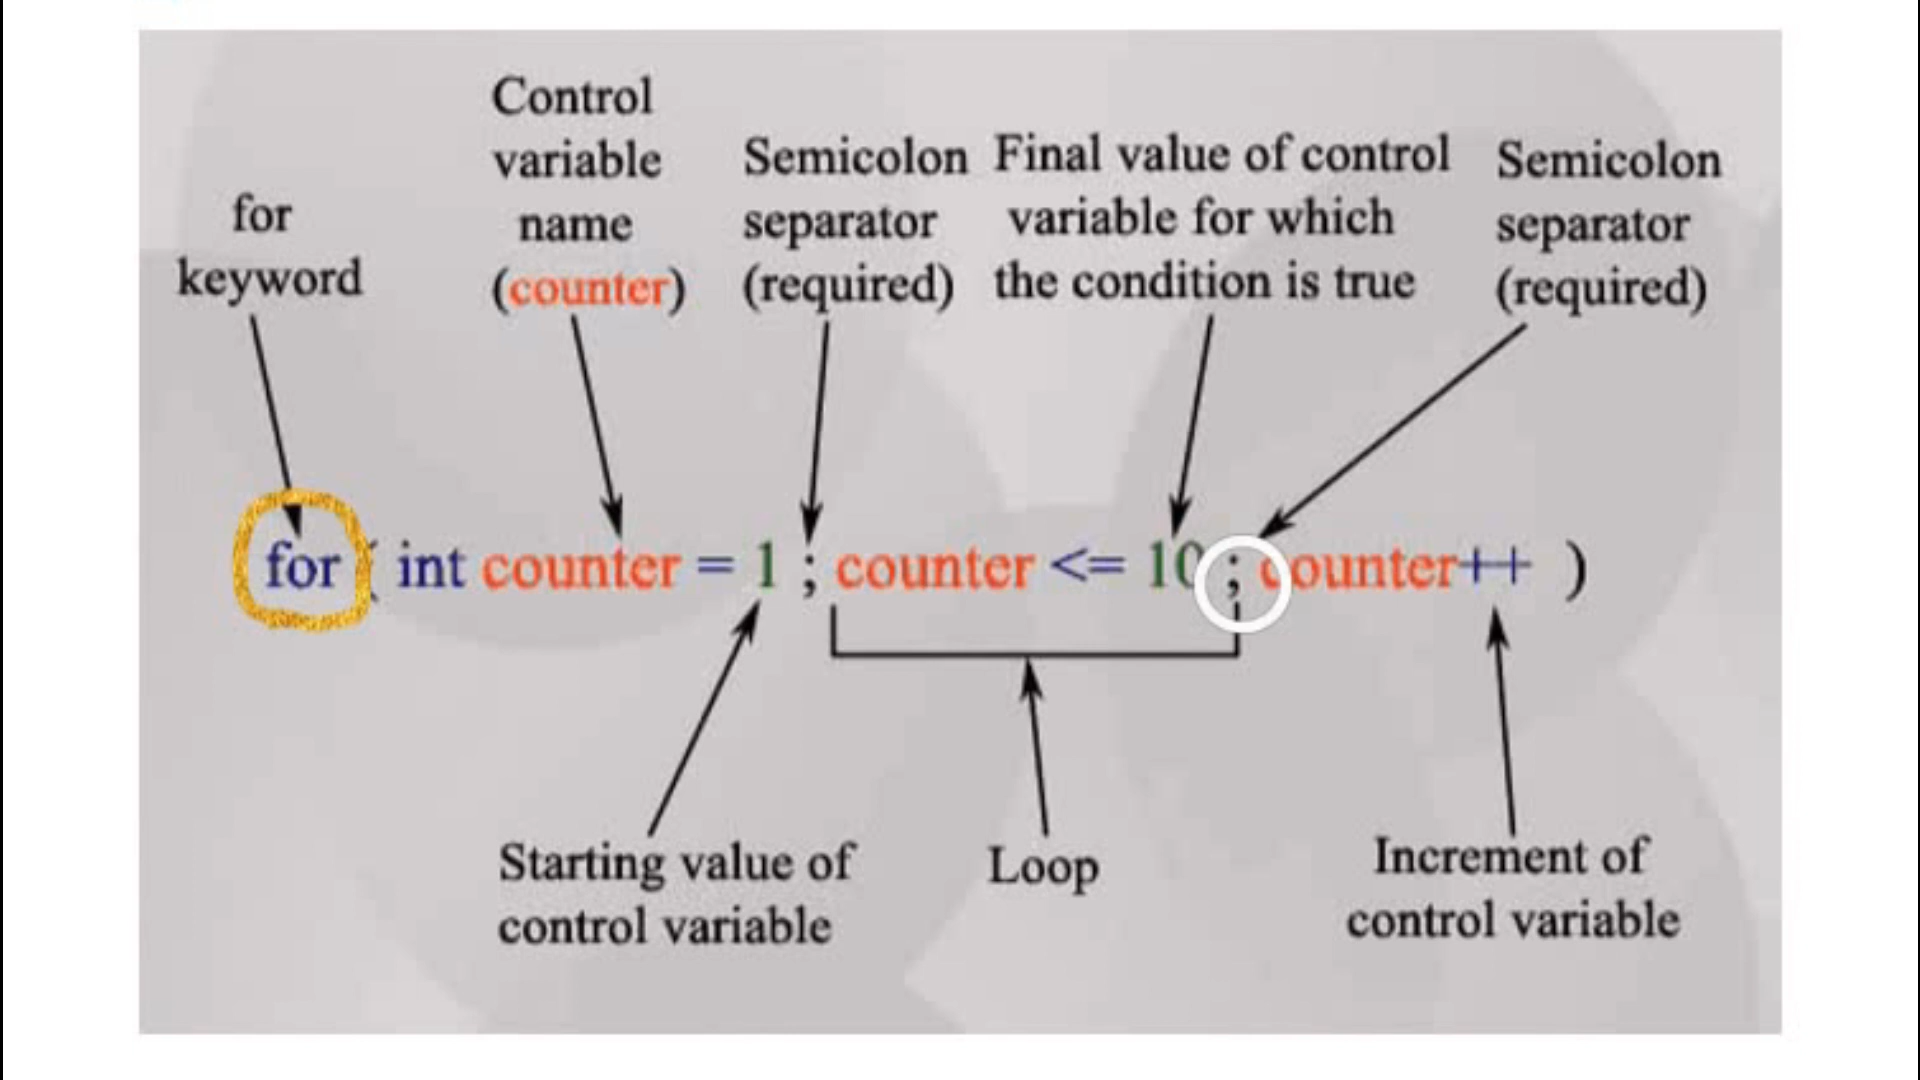 for
keyword
Control
variable
name
(counter)
Semicolon
separator
(required)
Final value of control
variable for which
the condition is true
Semicolon
separator
(required)
for ( int counter = 1 ; counter <= 10 ; counter++ )
Starting value of
control variable
Loop
Increment of
control variable